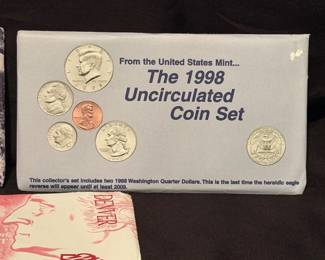 From the United States Mint...
The 1998
Uncirculated
Coin Set
This collector's set includes two 1998 Washington Quarter Dollars. This is the last time the heraldic eagle
reverse will appear until at least 2009.
DENVER